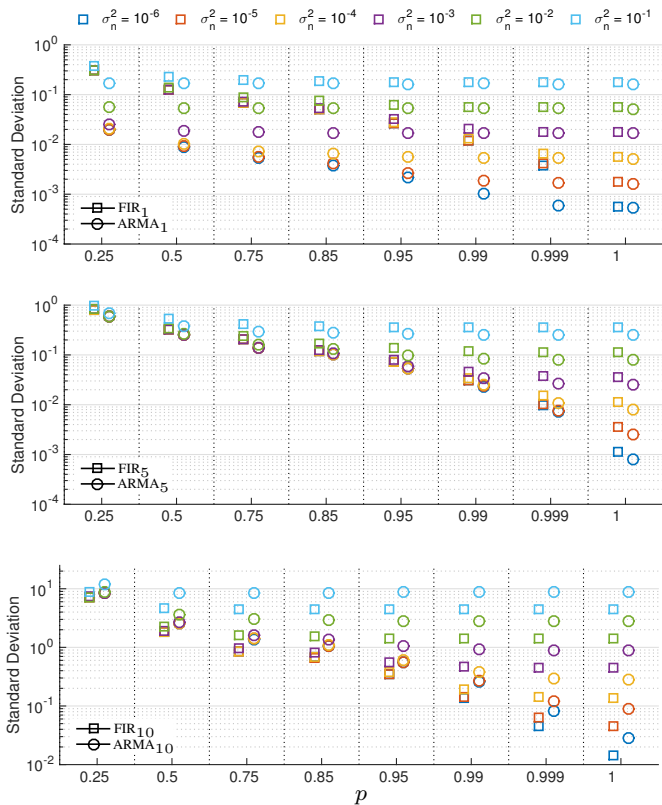 σ²ₙ = 10⁻⁶ σ²ₙ = 10⁻⁵ σ²ₙ = 10⁻⁴ σ²ₙ = 10⁻³ σ²ₙ = 10⁻² σ²ₙ = 10⁻¹
Standard Deviation
10⁰
10⁻¹
10⁻²
10⁻³
10⁻⁴
FIR₁
ARMA₁
0.25 0.5 0.75 0.85 0.95 0.99 0.999 1
Standard Deviation
10⁰
10⁻¹
10⁻²
10⁻³
10⁻⁴
FIR₅
ARMA₅
0.25 0.5 0.75 0.85 0.95 0.99 0.999 1
Standard Deviation
10¹
10⁰
10⁻¹
10⁻²
FIR₁₀
ARMA₁₀
0.25 0.5 0.75 0.85 0.95 0.99 0.999 1
p